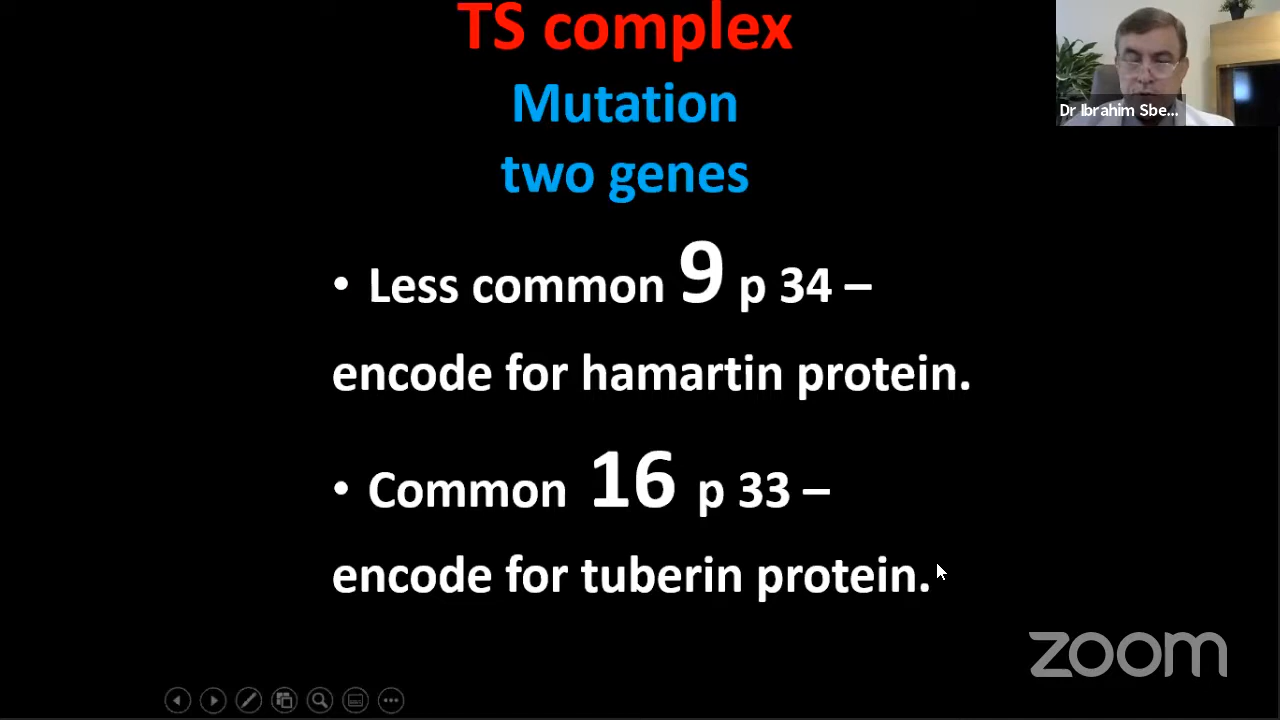 TS complex
Dr Ibrahim Sbe...
Mutation
two genes
• Less common 9 p 34 –
encode for hamartin protein.
• Common 16 p 33 –
encode for tuberin protein.
zoom